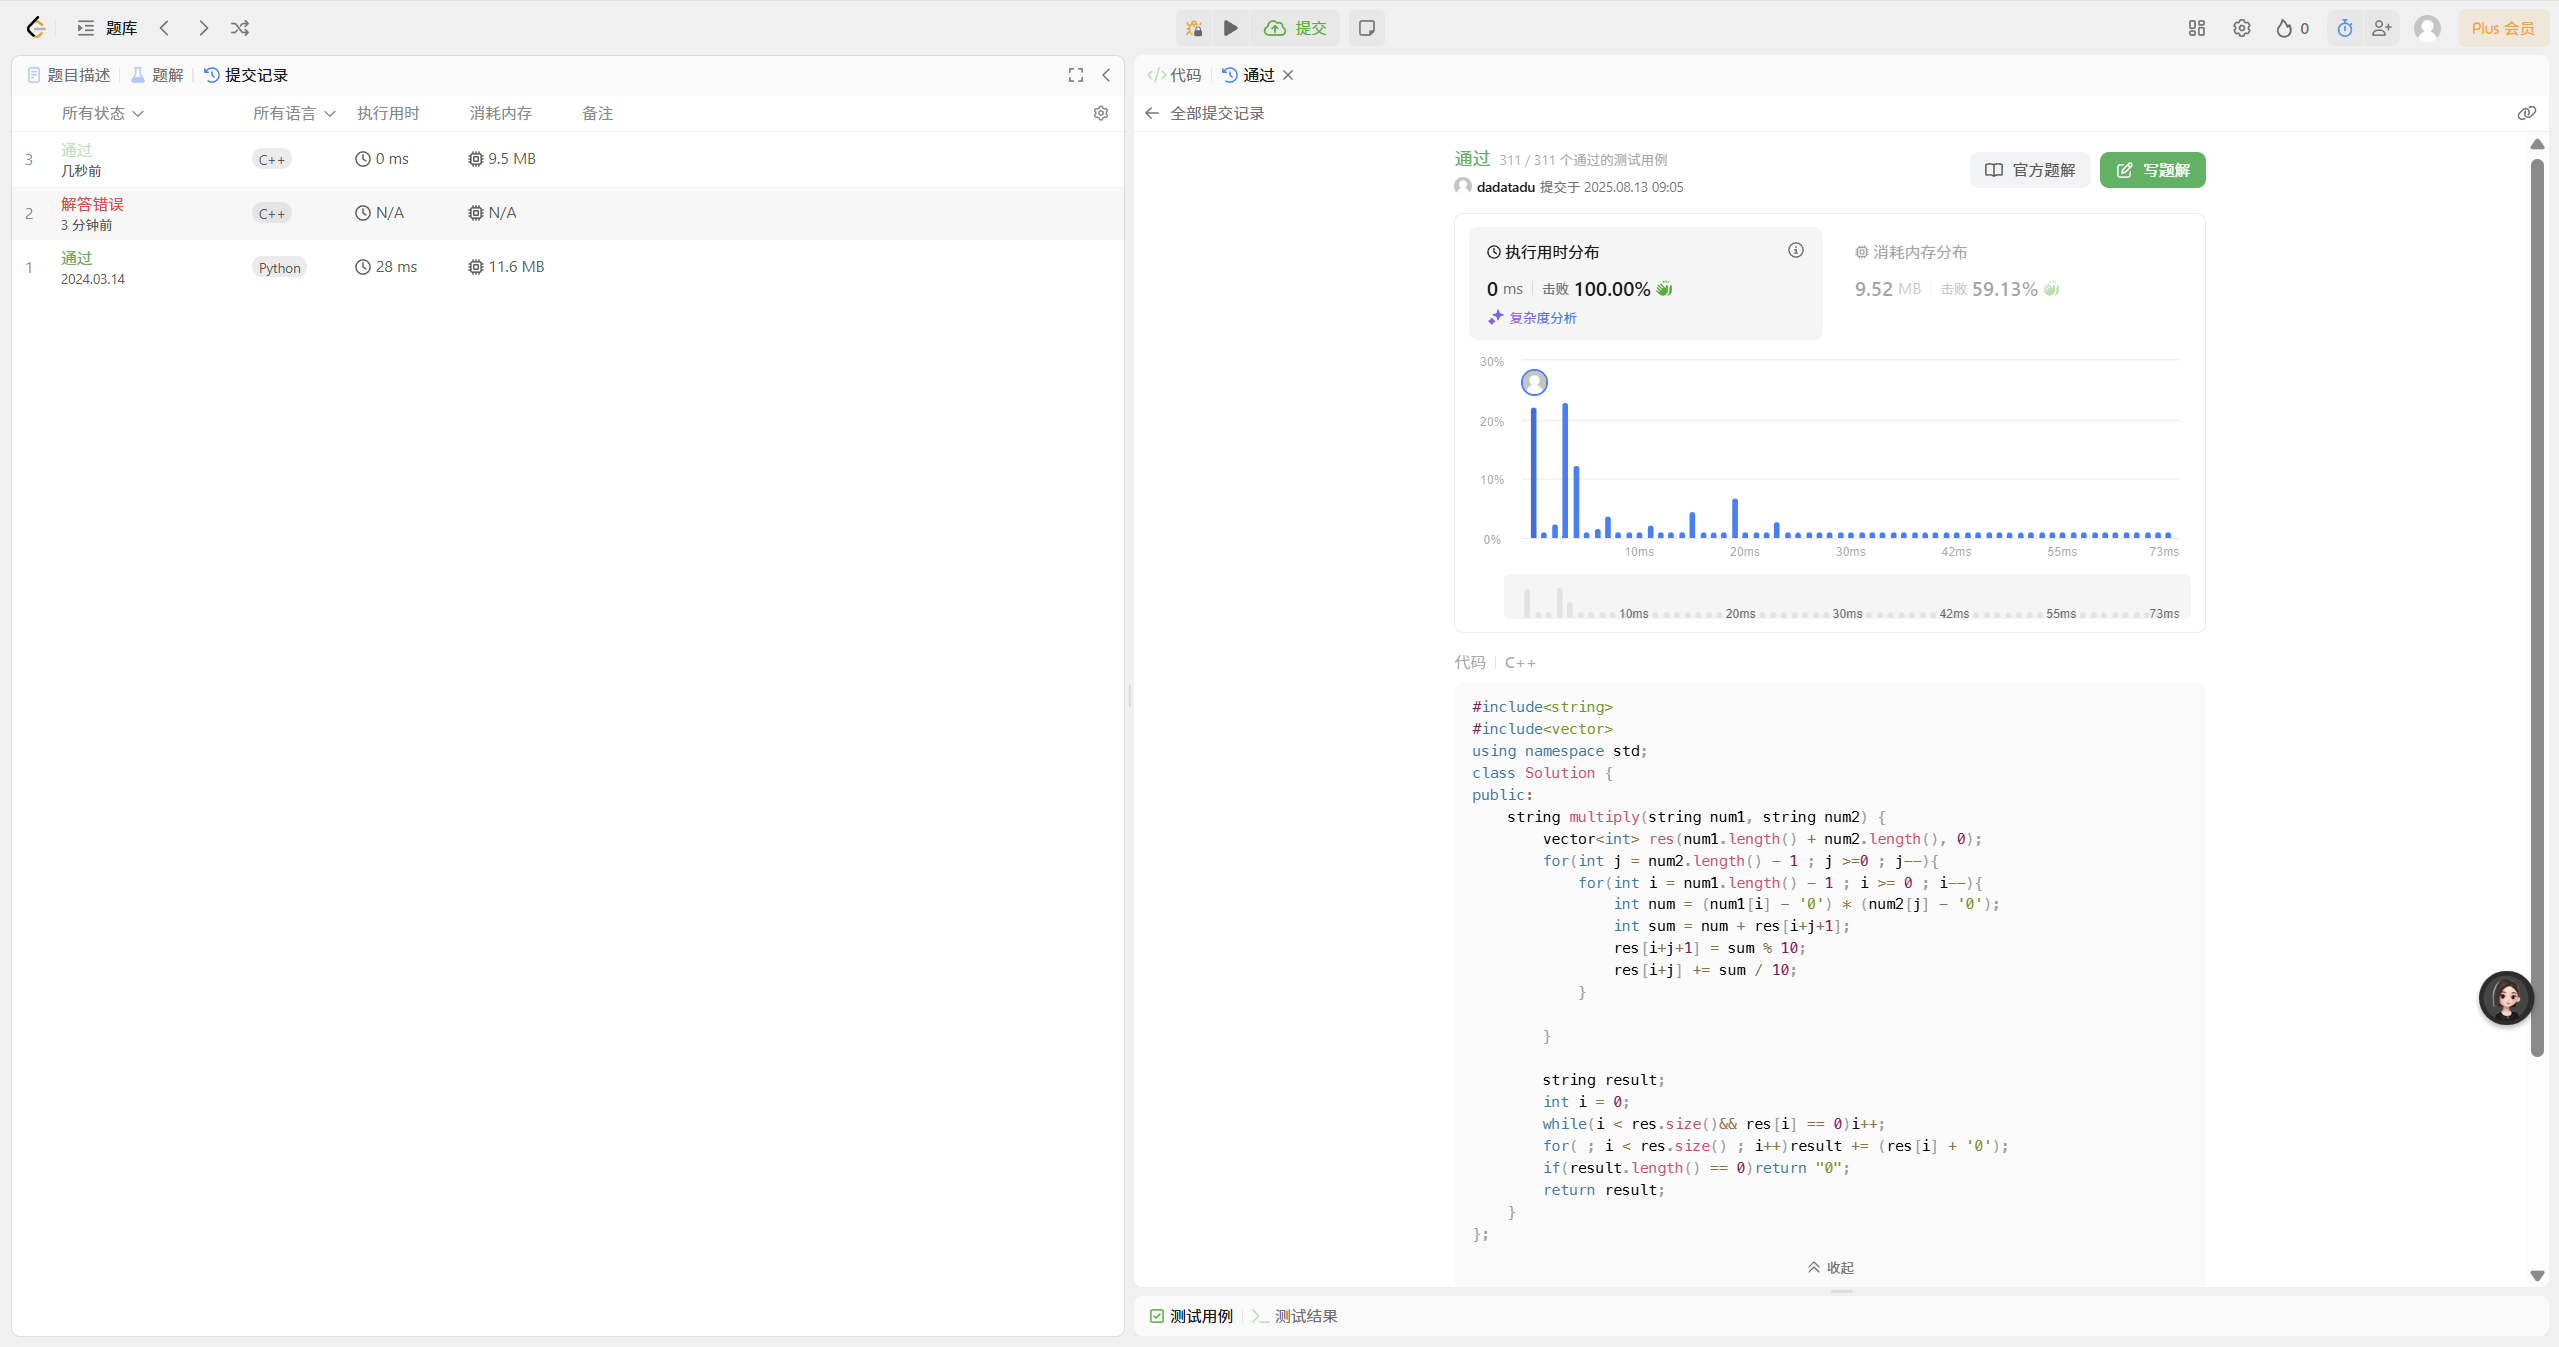 题库
提交
0
Plus 会员
题目描述
题解
提交记录
所有状态
所有语言
执行用时
消耗内存
备注
3
通过
几秒前
C++
0 ms
9.5 MB
2
解答错误
3 分钟前
C++
N/A
N/A
1
通过
2024.03.14
Python
28 ms
11.6 MB
</>代码
通过
全部提交记录
通过 311 / 311 个通过的测试用例
dadatadu 提交于 2025.08.13 09:05
官方题解
写题解
执行用时分布
0 ms 击败 100.00%
复杂度分析
消耗内存分布
9.52 MB 击败 59.13%
30%
20%
10%
0%
10ms 20ms 30ms 42ms 55ms 73ms
10ms 20ms 30ms 42ms 55ms 73ms
代码 C++
#include<string>
#include<vector>
using namespace std;
class Solution {
public:
    string multiply(string num1, string num2) {
        vector<int> res(num1.length() + num2.length(), 0);
        for(int j = num2.length() - 1 ; j >=0 ; j--){
            for(int i = num1.length() - 1 ; i >= 0 ; i--){
                int num = (num1[i] - '0') * (num2[j] - '0');
                int sum = num + res[i+j+1];
                res[i+j+1] = sum % 10;
                res[i+j] += sum / 10;
            }
        }
        string result;
        int i = 0;
        while(i < res.size()&& res[i] == 0)i++;
        for( ; i < res.size() ; i++)result += (res[i] + '0');
        if(result.length() == 0)return "0";
        return result;
    }
};
收起
测试用例
测试结果